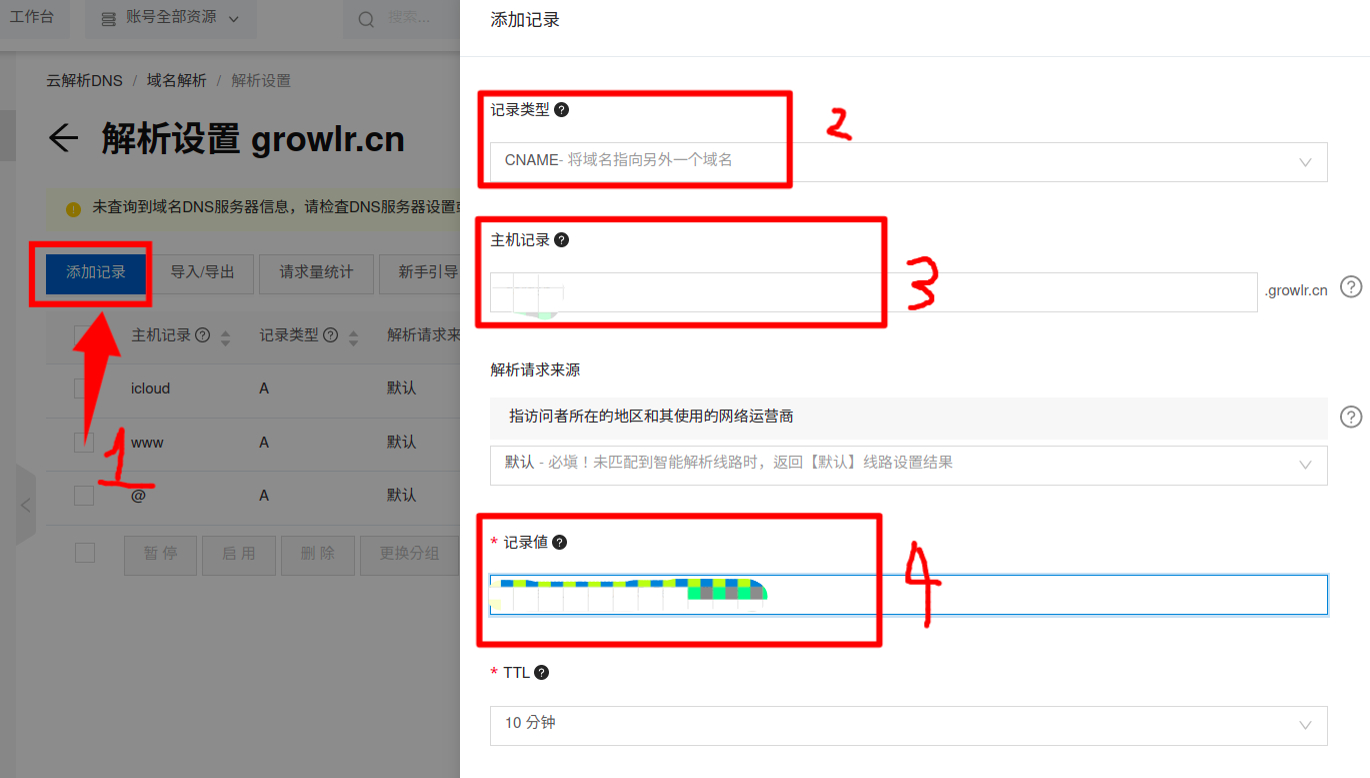 工作台
账号全部资源
搜索...
添加记录
云解析DNS / 域名解析 / 解析设置
解析设置 growlr.cn
未查询到域名DNS服务器信息，请检查DNS服务器设置
添加记录
导入/导出
请求量统计
新手引导
主机记录
记录类型
解析请求来
icloud A 默认
www A 默认
@ A 默认
暂 停
启 用
删 除
更换分组
1
记录类型
2
CNAME- 将域名指向另外一个域名
主机记录
3
.growlr.cn
解析请求来源
指访问者所在的地区和其使用的网络运营商
默认 - 必填！未匹配到智能解析线路时，返回【默认】线路设置结果
* 记录值
4
* TTL
10 分钟